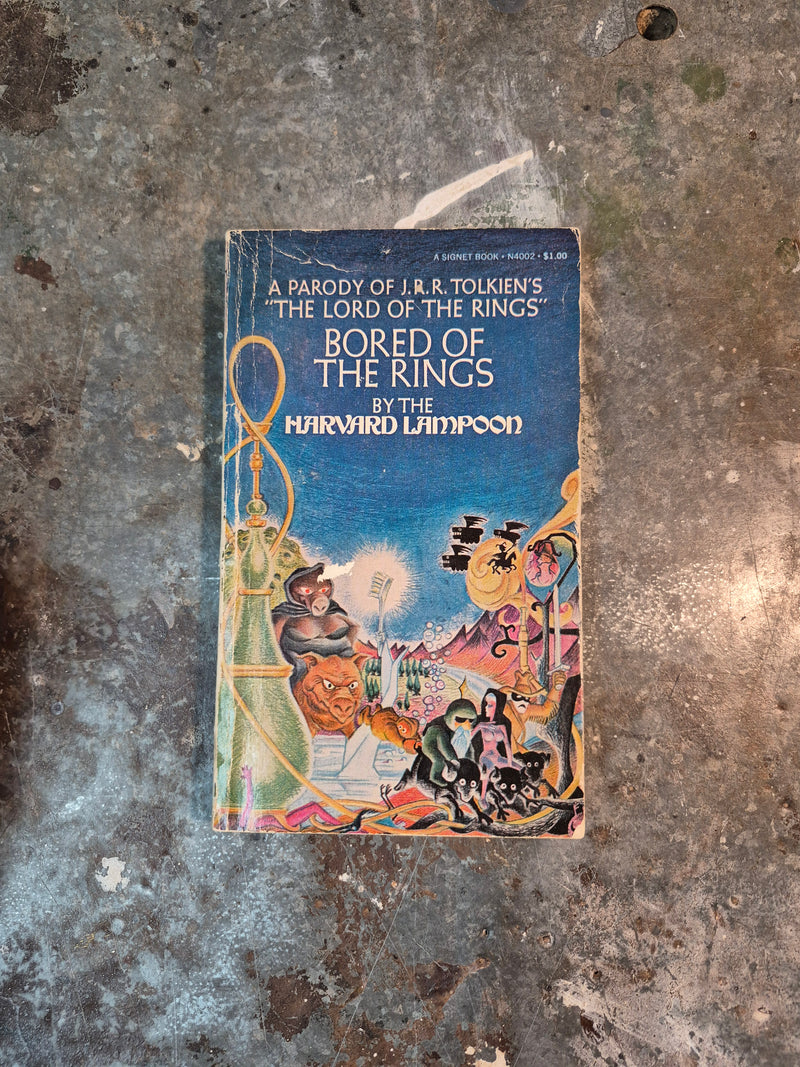 A SIGNET BOOK • N4002 • $1.00
A PARODY OF J.R.R. TOLKIEN'S
"THE LORD OF THE RINGS"
BORED OF
THE RINGS
BY THE
HARVARD LAMPOON